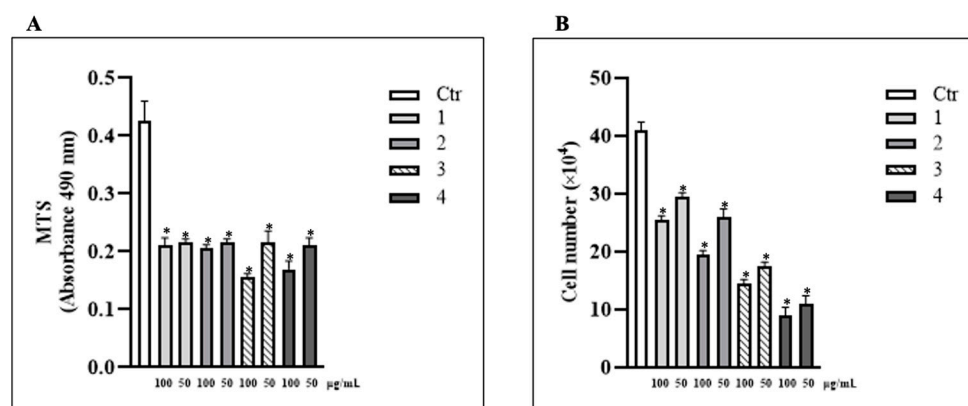 A
MTS
(Absorbance 490 nm)
0.5
0.4
0.3
0.2
0.1
0.0
* * * * * * * *
100 50 100 50 100 50 100 50 µg/mL
Ctr
1
2
3
4
B
Cell number (×10⁴)
50
40
30
20
10
0
* * * * * * * *
100 50 100 50 100 50 100 50 µg/mL
Ctr
1
2
3
4